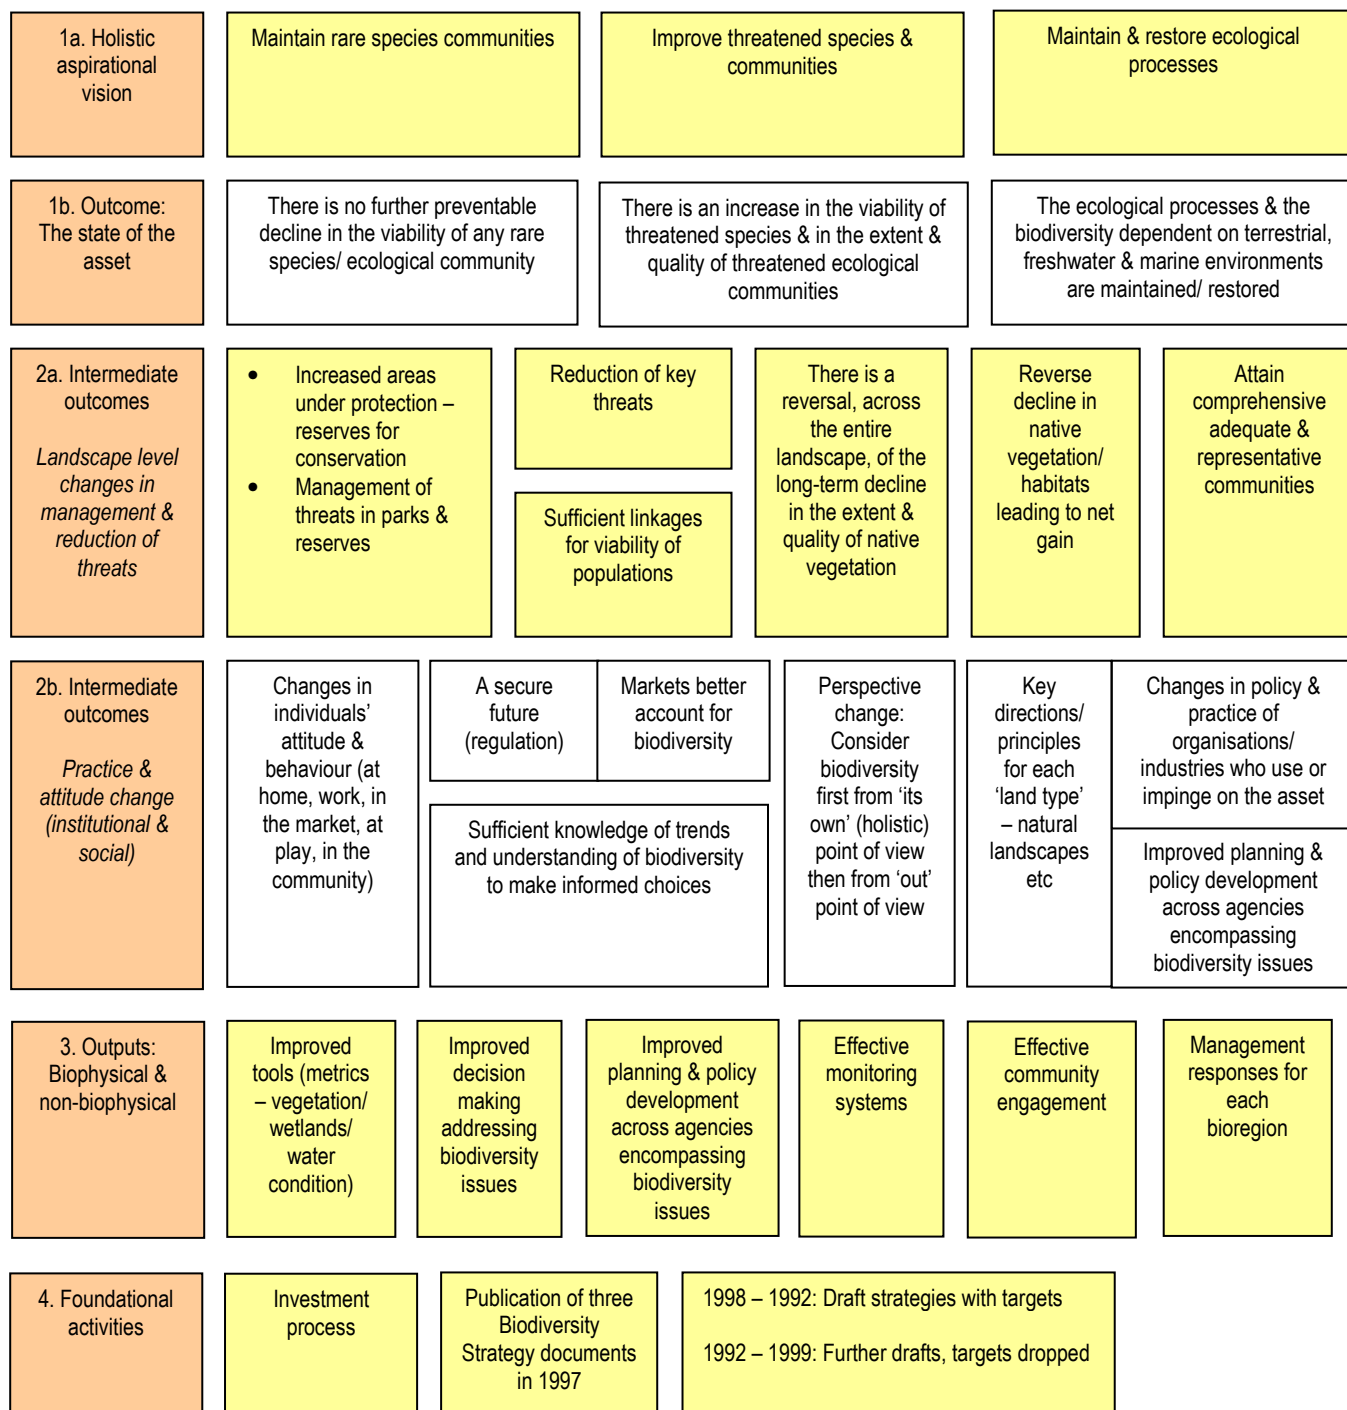 1a. Holistic
aspirational
vision
Maintain rare species communities
Improve threatened species &
communities
Maintain & restore ecological
processes
1b. Outcome:
The state of the
asset
There is no further preventable
decline in the viability of any rare
species/ ecological community
There is an increase in the viability of
threatened species & in the extent &
quality of threatened ecological
communities
The ecological processes & the
biodiversity dependent on terrestrial,
freshwater & marine environments
are maintained/ restored
2a. Intermediate
outcomes
Landscape level
changes in
management &
reduction of
threats
• Increased areas
under protection –
reserves for
conservation
• Management of
threats in parks &
reserves
Reduction of key
threats
Sufficient linkages
for viability of
populations
There is a
reversal, across
the entire
landscape, of the
long-term decline
in the extent &
quality of native
vegetation
Reverse
decline in
native
vegetation/
habitats
leading to net
gain
Attain
comprehensive
adequate &
representative
communities
2b. Intermediate
outcomes
Practice &
attitude change
(institutional &
social)
Changes in
individuals'
attitude &
behaviour (at
home, work, in
the market, at
play, in the
community)
A secure
future
(regulation)
Markets better
account for
biodiversity
Sufficient knowledge of trends
and understanding of biodiversity
to make informed choices
Perspective
change:
Consider
biodiversity
first from 'its
own' (holistic)
point of view
then from 'out'
point of view
Key
directions/
principles
for each
'land type'
– natural
landscapes
etc
Changes in policy &
practice of
organisations/
industries who use or
impinge on the asset
Improved planning &
policy development
across agencies
encompassing
biodiversity issues
3. Outputs:
Biophysical &
non-biophysical
Improved
tools (metrics
– vegetation/
wetlands/
water
condition)
Improved
decision
making
addressing
biodiversity
issues
Improved
planning & policy
development
across agencies
encompassing
biodiversity
issues
Effective
monitoring
systems
Effective
community
engagement
Management
responses for
each
bioregion
4. Foundational
activities
Investment
process
Publication of three
Biodiversity
Strategy documents
in 1997
1998 – 1992: Draft strategies with targets
1992 – 1999: Further drafts, targets dropped